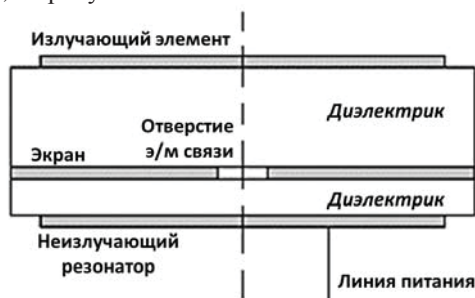 Излучающий элемент
Диэлектрик
Отверстие
э/м связи
Экран
Диэлектрик
Неизлучающий
резонатор
Линия питания